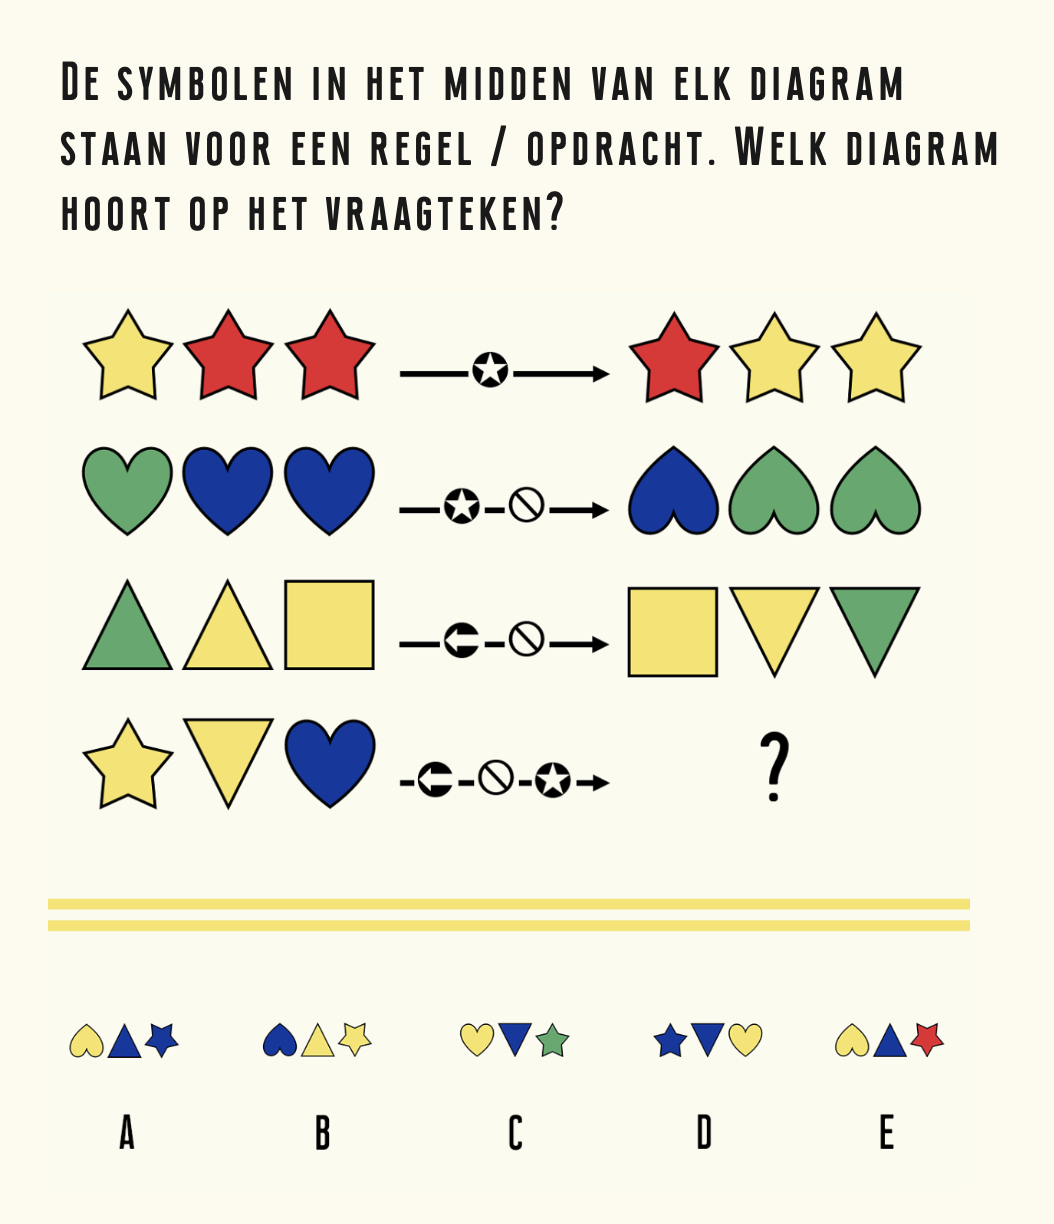 De symbolen in het midden van elk diagram
staan voor een regel / opdracht. Welk diagram
hoort op het vraagteken?
?
A B C D E